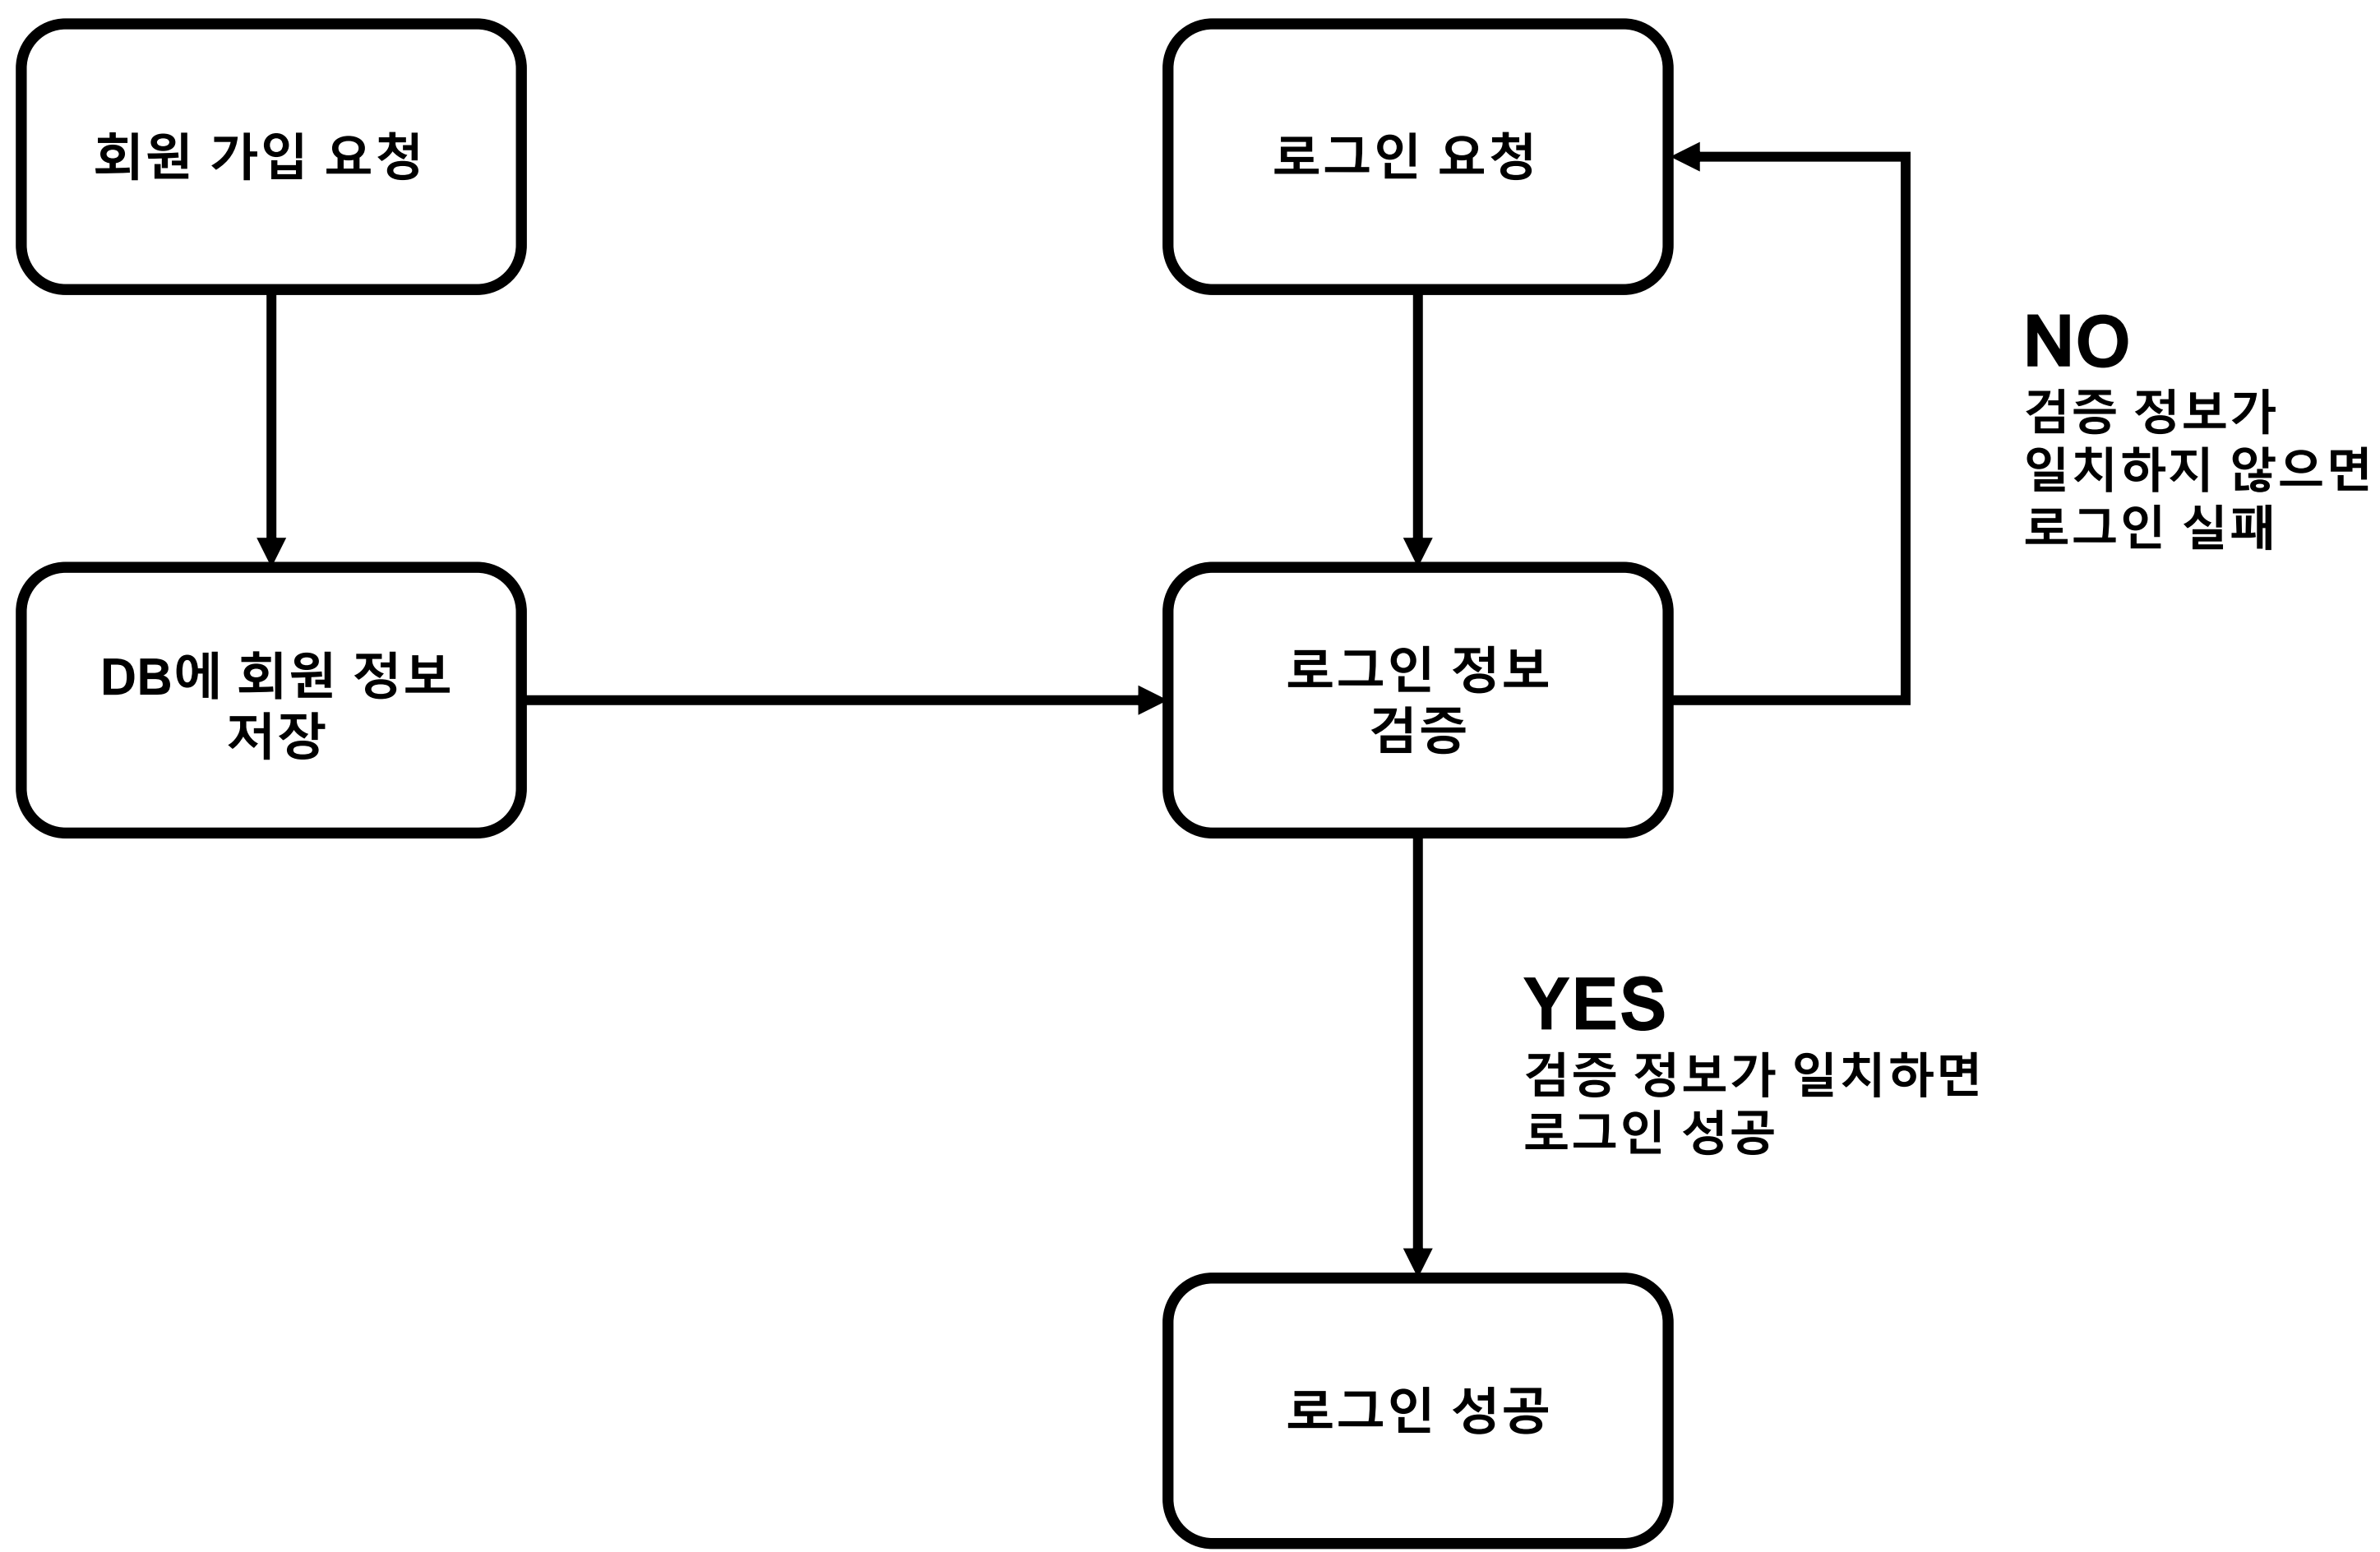 회원 가입 요청
로그인 요청
NO
검증 정보가
일치하지 않으면
로그인 실패
DB에 회원 정보
저장
로그인 정보
검증
YES
검증 정보가 일치하면
로그인 성공
로그인 성공